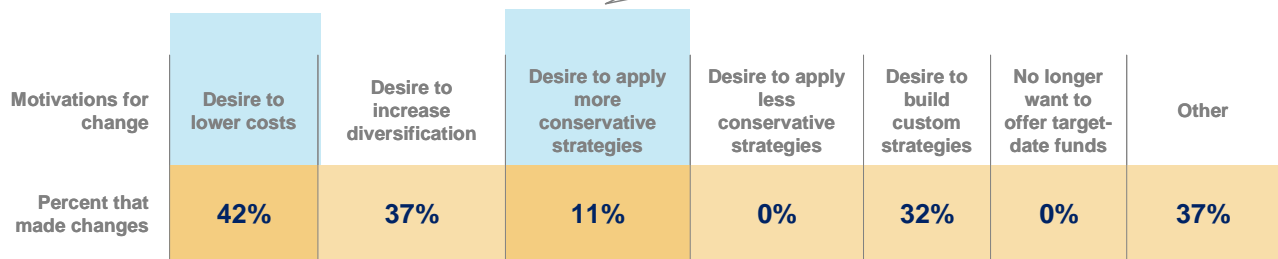 Motivations for
change
Desire to
lower costs
Desire to
increase
diversification
Desire to apply
more
conservative
strategies
Desire to apply
less
conservative
strategies
Desire to
build
custom
strategies
No longer
want to
offer target-
date funds
Other
Percent that
made changes
42%
37%
11%
0%
32%
0%
37%